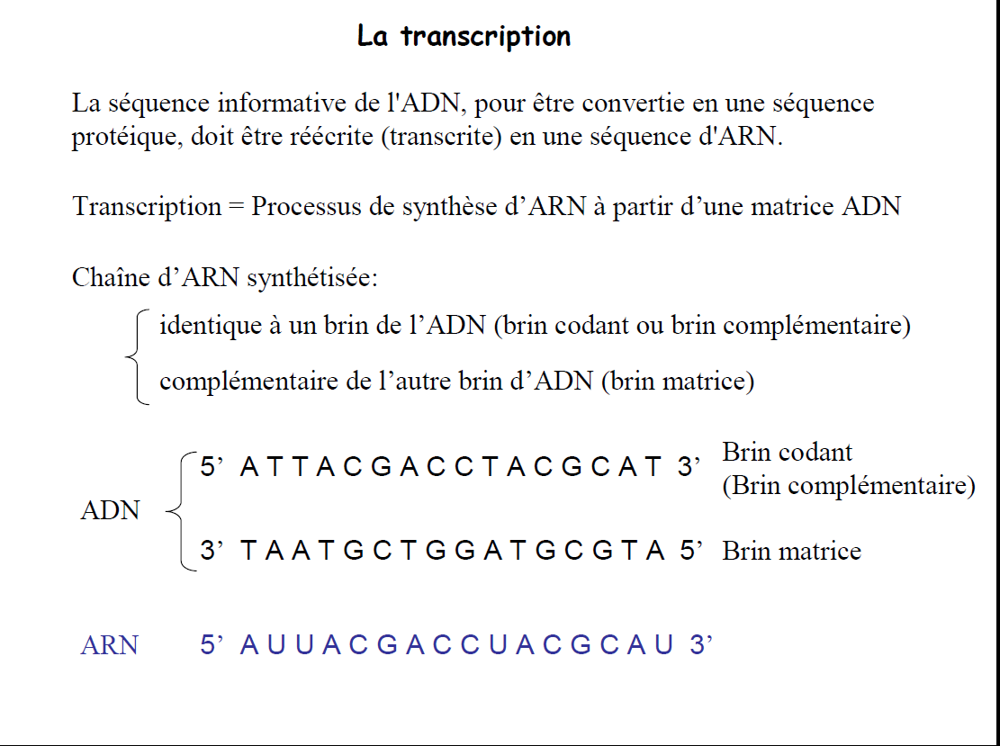 La transcription
La séquence informative de l'ADN, pour être convertie en une séquence
protéique, doit être réécrite (transcrite) en une séquence d'ARN.
Transcription = Processus de synthèse d’ARN à partir d’une matrice ADN
Chaîne d’ARN synthétisée:
identique à un brin de l’ADN (brin codant ou brin complémentaire)
complémentaire de l’autre brin d’ADN (brin matrice)
ADN
5’ A T T A C G A C C T A C G C A T 3’ Brin codant
(Brin complémentaire)
3’ T A A T G C T G G A T G C G T A 5’ Brin matrice
ARN 5’ A U U A C G A C C U A C G C A U 3’